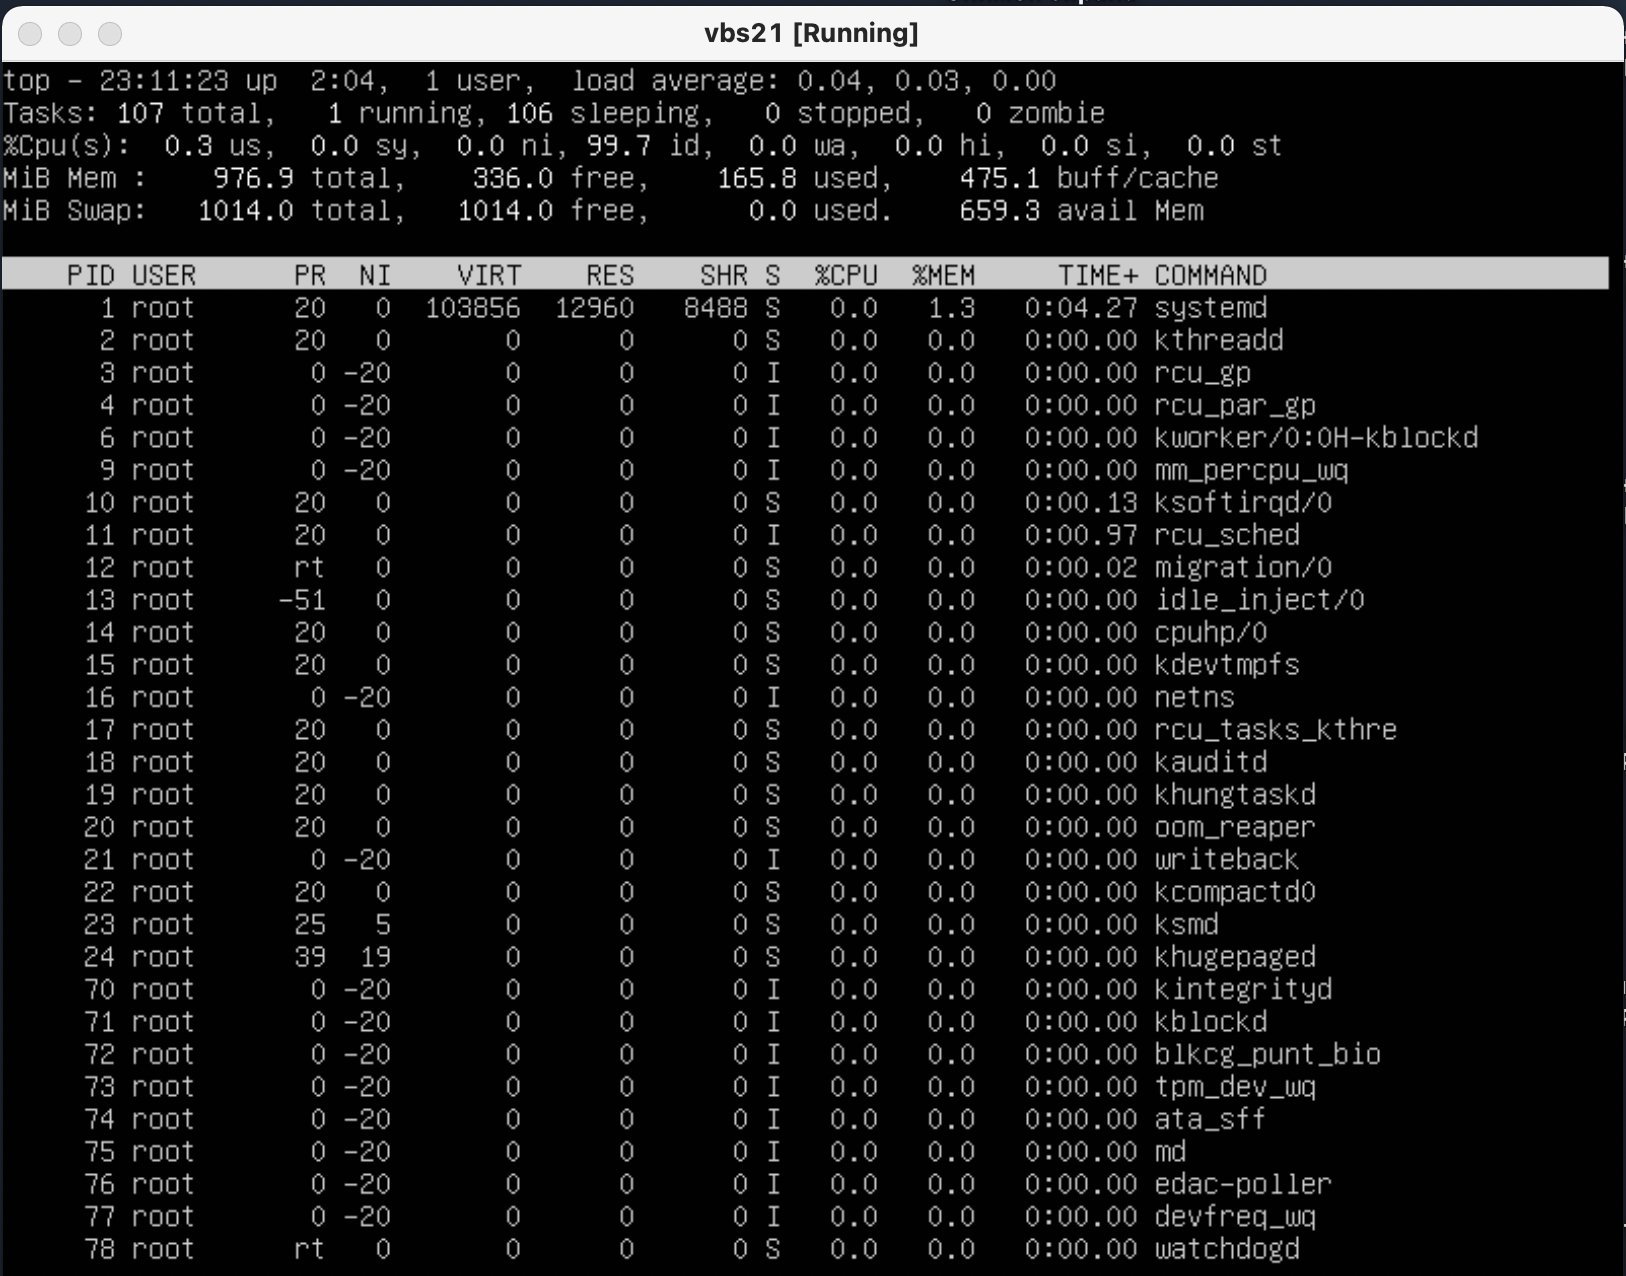 vbs21 [Running]
top - 23:11:23 up  2:04,  1 user,  load average: 0.04, 0.03, 0.00
Tasks: 107 total,   1 running, 106 sleeping,   0 stopped,   0 zombie
%Cpu(s):  0.3 us,  0.0 sy,  0.0 ni, 99.7 id,  0.0 wa,  0.0 hi,  0.0 si,  0.0 st
MiB Mem :    976.9 total,    336.0 free,    165.8 used,    475.1 buff/cache
MiB Swap:   1014.0 total,   1014.0 free,      0.0 used.    659.3 avail Mem
PID USER      PR  NI    VIRT    RES    SHR S  %CPU  %MEM     TIME+ COMMAND
1 root      20   0  103856  12960   8488 S   0.0   1.3   0:04.27 systemd
2 root      20   0       0      0      0 S   0.0   0.0   0:00.00 kthreadd
3 root       0 -20       0      0      0 I   0.0   0.0   0:00.00 rcu_gp
4 root       0 -20       0      0      0 I   0.0   0.0   0:00.00 rcu_par_gp
6 root       0 -20       0      0      0 I   0.0   0.0   0:00.00 kworker/0:0H-kblockd
9 root       0 -20       0      0      0 I   0.0   0.0   0:00.00 mm_percpu_wq
10 root      20   0       0      0      0 S   0.0   0.0   0:00.13 ksoftirqd/0
11 root      20   0       0      0      0 I   0.0   0.0   0:00.97 rcu_sched
12 root      rt   0       0      0      0 S   0.0   0.0   0:00.02 migration/0
13 root     -51   0       0      0      0 S   0.0   0.0   0:00.00 idle_inject/0
14 root      20   0       0      0      0 S   0.0   0.0   0:00.00 cpuhp/0
15 root      20   0       0      0      0 S   0.0   0.0   0:00.00 kdevtmpfs
16 root       0 -20       0      0      0 I   0.0   0.0   0:00.00 netns
17 root      20   0       0      0      0 S   0.0   0.0   0:00.00 rcu_tasks_kthre
18 root      20   0       0      0      0 S   0.0   0.0   0:00.00 kauditd
19 root      20   0       0      0      0 S   0.0   0.0   0:00.00 khungtaskd
20 root      20   0       0      0      0 S   0.0   0.0   0:00.00 oom_reaper
21 root       0 -20       0      0      0 I   0.0   0.0   0:00.00 writeback
22 root      20   0       0      0      0 S   0.0   0.0   0:00.00 kcompactd0
23 root      25   5       0      0      0 S   0.0   0.0   0:00.00 ksmd
24 root      39  19       0      0      0 S   0.0   0.0   0:00.00 khugepaged
70 root       0 -20       0      0      0 I   0.0   0.0   0:00.00 kintegrityd
71 root       0 -20       0      0      0 I   0.0   0.0   0:00.00 kblockd
72 root       0 -20       0      0      0 I   0.0   0.0   0:00.00 blkcg_punt_bio
73 root       0 -20       0      0      0 I   0.0   0.0   0:00.00 tpm_dev_wq
74 root       0 -20       0      0      0 I   0.0   0.0   0:00.00 ata_sff
75 root       0 -20       0      0      0 I   0.0   0.0   0:00.00 md
76 root       0 -20       0      0      0 I   0.0   0.0   0:00.00 edac-poller
77 root       0 -20       0      0      0 I   0.0   0.0   0:00.00 devfreq_wq
78 root      rt   0       0      0      0 S   0.0   0.0   0:00.00 watchdogd